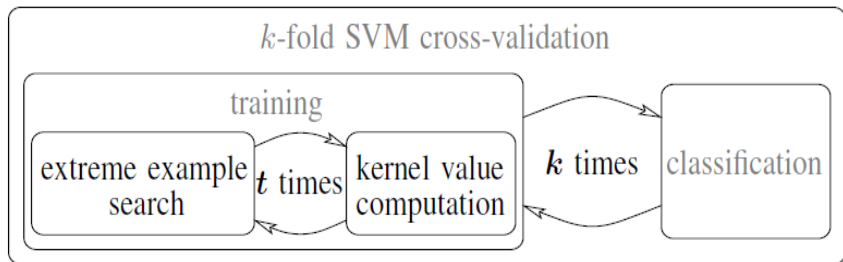 k-fold SVM cross-validation
training
extreme example
search
t times
kernel value
computation
k times
classification